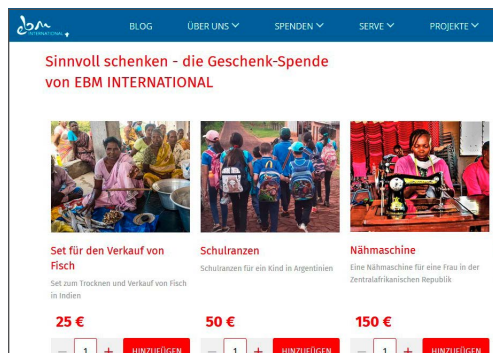 ebm
INTERNATIONAL
BLOG ÜBER UNS SPENDEN SERVE PROJEKTE
Sinnvoll schenken - die Geschenk-Spende
von EBM INTERNATIONAL
Set für den Verkauf von
Fisch
Set zum Trocknen und Verkauf von Fisch
in Indien
25 €
— 1 + HINZUFÜGEN
Schulranzen
Schulranzen für ein Kind in Argentinien
50 €
— 1 + HINZUFÜGEN
Nähmaschine
Eine Nähmaschine für eine Frau in der
Zentralafrikanischen Republik
150 €
— 1 + HINZUFÜGEN